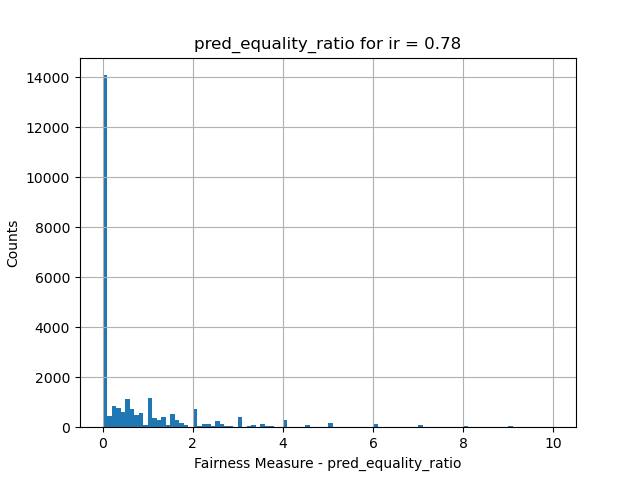 pred_equality_ratio for ir = 0.78
14000
12000
10000
8000
6000
4000
2000
0
Counts
0 2 4 6 8 10
Fairness Measure - pred_equality_ratio